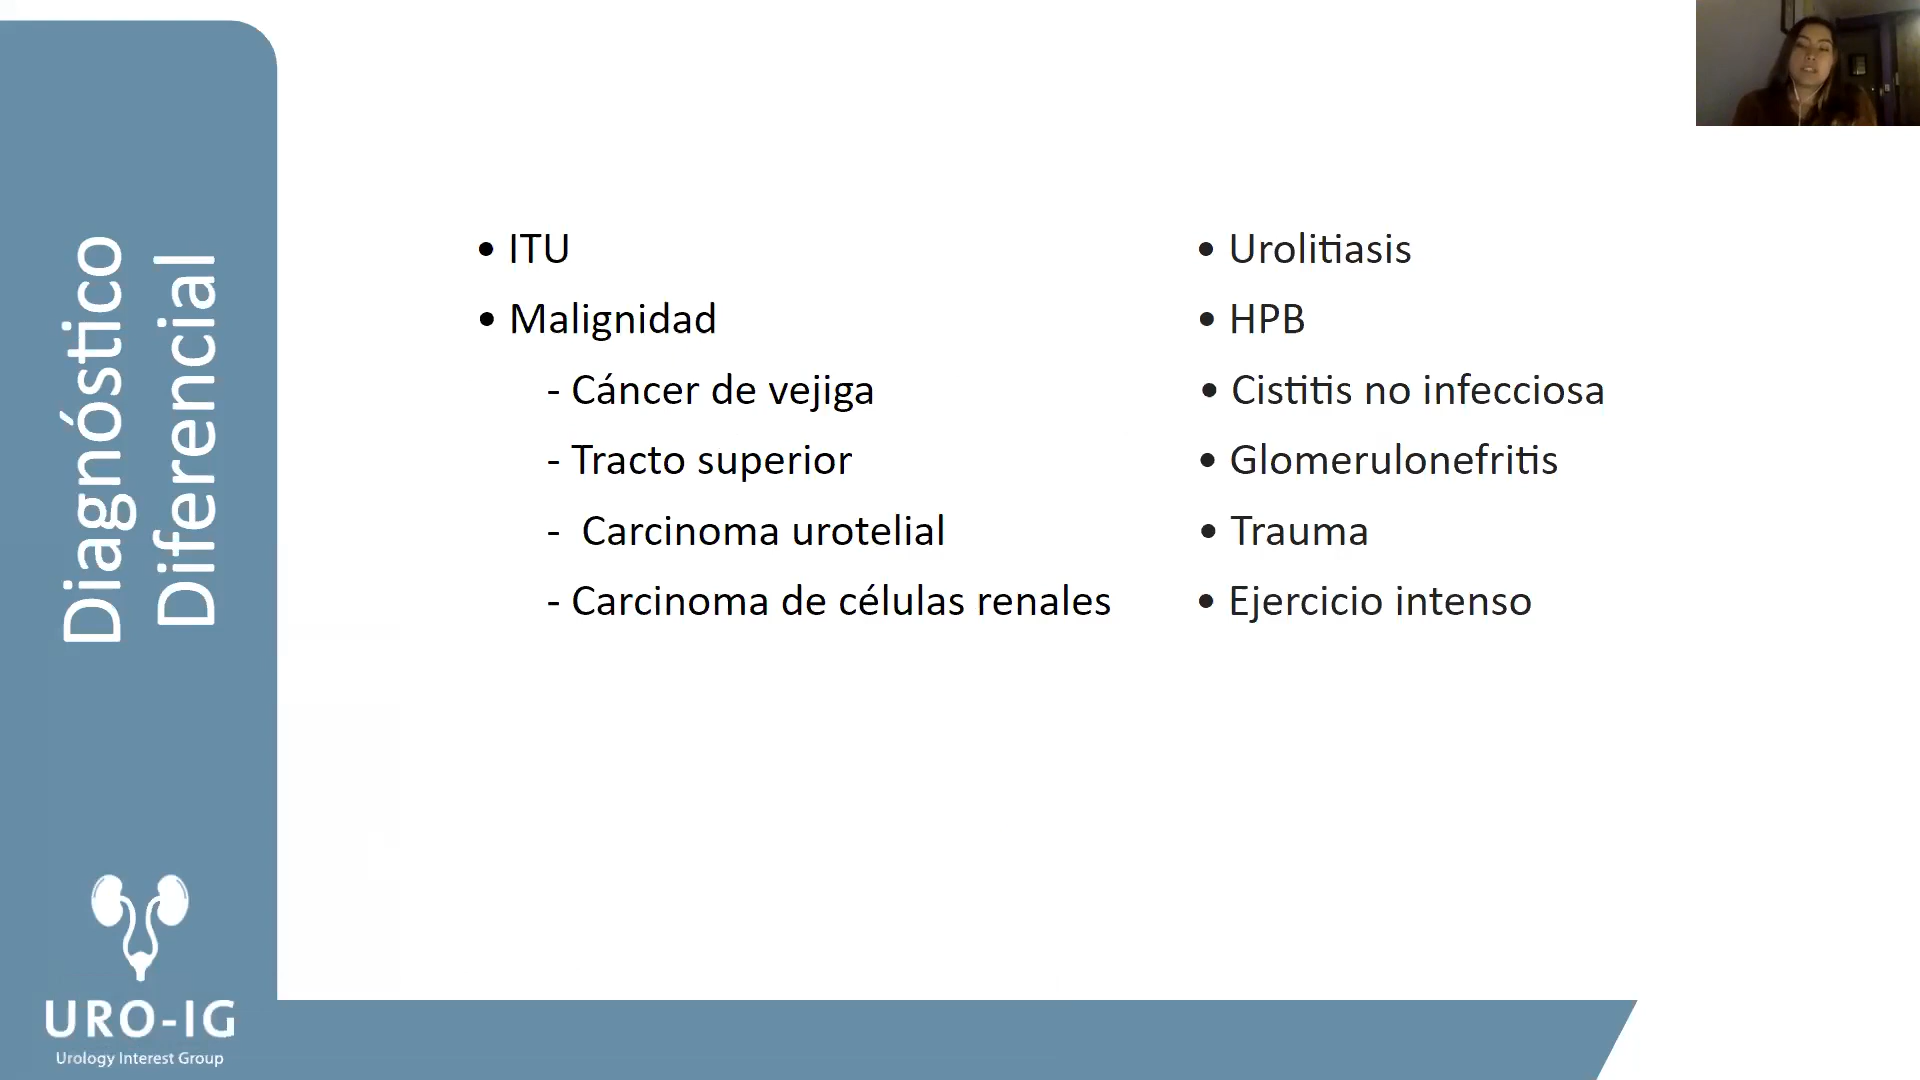 Diagnóstico
Diferencial
• ITU
• Malignidad
- Cáncer de vejiga
- Tracto superior
- Carcinoma urotelial
- Carcinoma de células renales
• Urolitiasis
• HPB
• Cistitis no infecciosa
• Glomerulonefritis
• Trauma
• Ejercicio intenso
URO-IG
Urology Interest Group